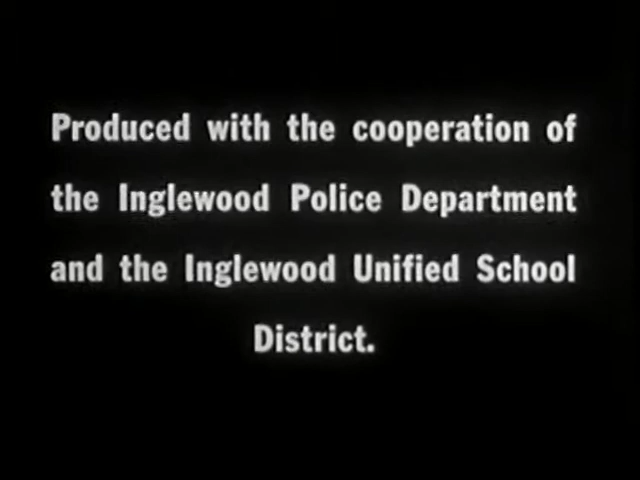 Produced with the cooperation of
the Inglewood Police Department
and the Inglewood Unified School
District.